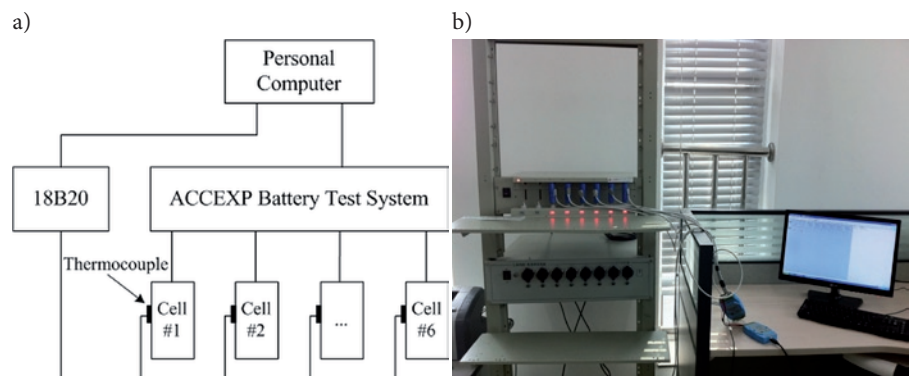 a)
b)
Personal
Computer
18B20
ACCEXP Battery Test System
Thermocouple
Cell
#1
Cell
#2
...
Cell
#6